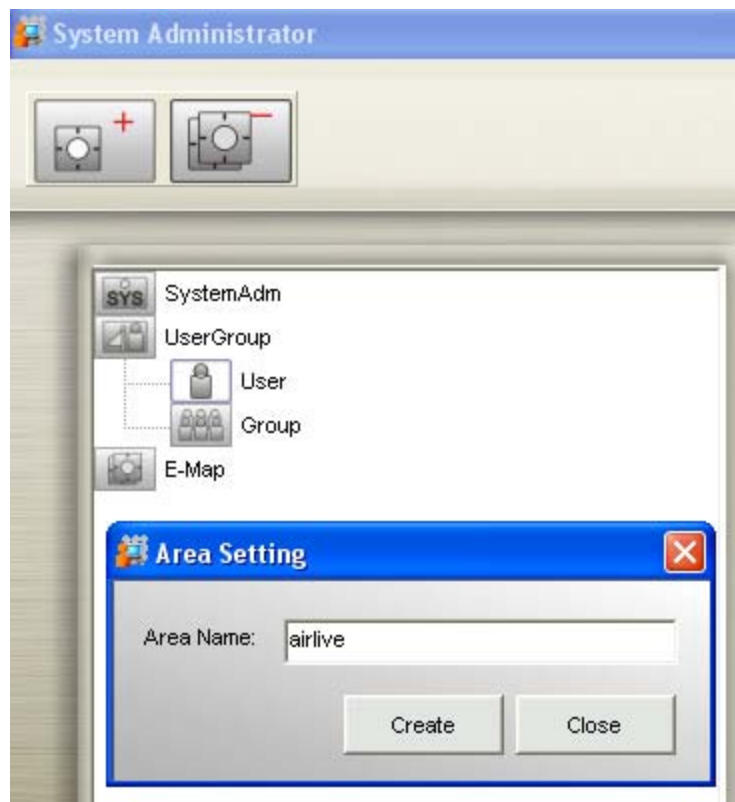 System Administrator
SYS SystemAdm
UserGroup
User
Group
E-Map
Area Setting
Area Name: airlive
Create Close